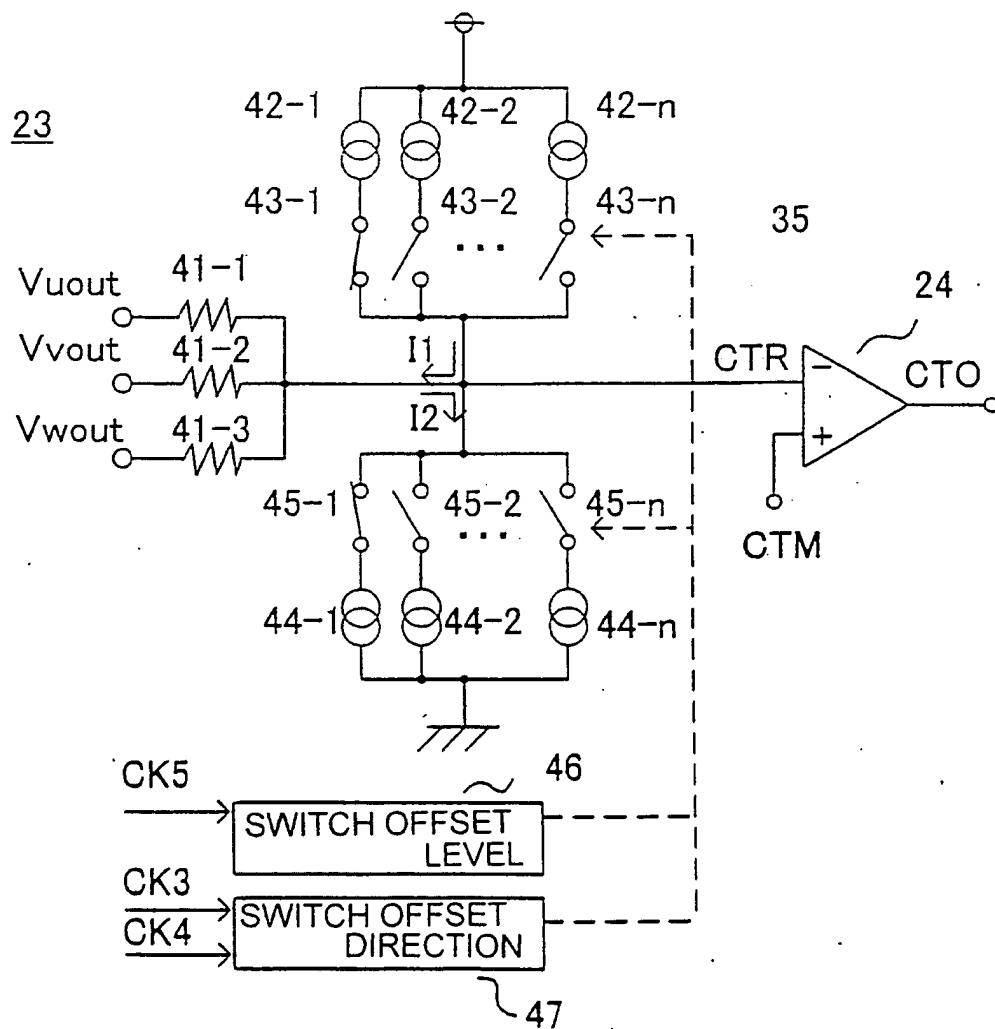 23
42-1 42-2 42-n
43-1 43-2 43-n
...
35
Vuout 41-1
Vvout 41-2
Vwout 41-3
I1
I2
CTR
24
CTO
−
+
CTM
45-1 45-2 45-n
...
44-1 44-2 44-n
CK5
46
SWITCH OFFSET
LEVEL
CK3
CK4
SWITCH OFFSET
DIRECTION
47